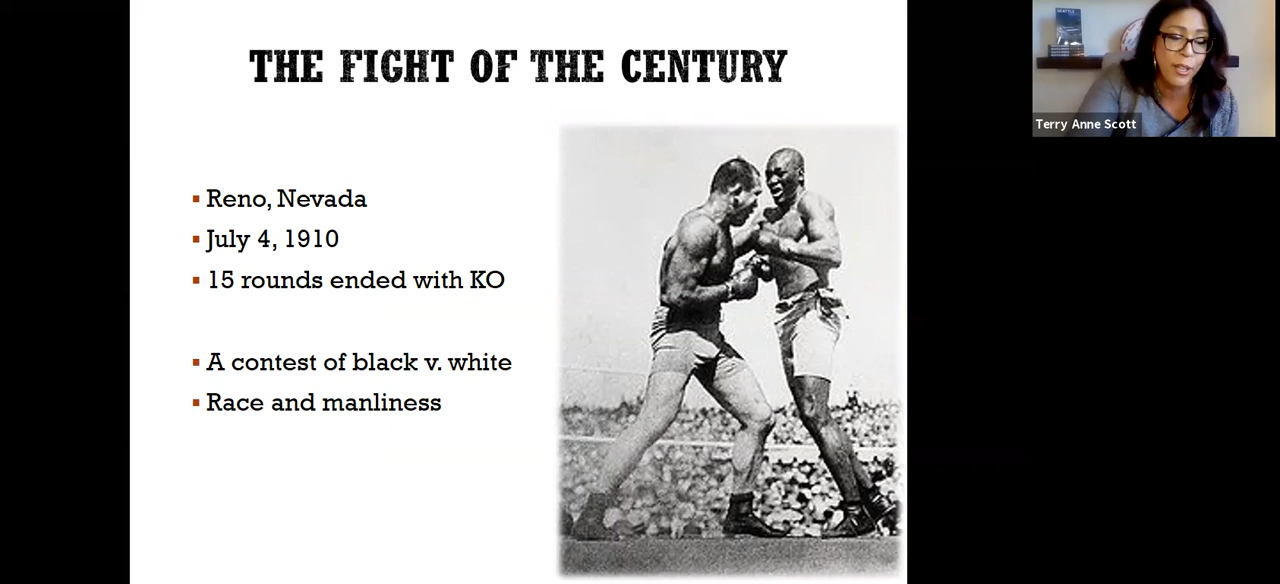 THE FIGHT OF THE CENTURY
▪ Reno, Nevada
▪ July 4, 1910
▪ 15 rounds ended with KO
▪ A contest of black v. white
▪ Race and manliness
SEATTLE
Terry Anne Scott